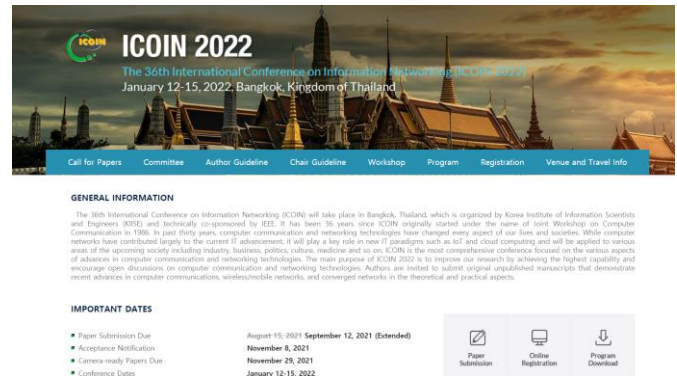 ICOIN
ICOIN 2022
The 36th International Conference on Information Networking (ICOIN 2022)
January 12-15, 2022, Bangkok, Kingdom of Thailand
Call for Papers Committee Author Guideline Chair Guideline Workshop Program Registration Venue and Travel Info
GENERAL INFORMATION
The 36th International Conference on Information Networking (ICOIN) will take place in Bangkok, Thailand, which is organized by Korea Institute of Information Scientists
and Engineers (KIISE) and technically co-sponsored by IEEE. It has been 36 years since ICOIN originally started under the name of Joint Workshop on Computer
Communication in 1986. In past thirty years, computer communication and networking technologies have changed every aspect of our lives and societies. While computer
networks have contributed largely to the current IT advancement, it will play a key role in new IT paradigms such as IoT and cloud computing and will be applied to various
areas of the upcoming society including industry, business, politics, culture, medicine and so on. ICOIN is the most comprehensive conference focused on the various aspects
of advances in computer communication and networking technologies. The main purpose of ICOIN 2022 is to improve our research by achieving the highest capability and
encourage open discussions on computer communication and networking technologies. Authors are invited to submit original unpublished manuscripts that demonstrate
recent advances in computer communications, wireless/mobile networks, and converged networks in the theoretical and practical aspects.
IMPORTANT DATES
Paper Submission Due August 15, 2021 September 12, 2021 (Extended)
Acceptance Notification November 8, 2021
Camera-ready Papers Due November 29, 2021
Conference Dates January 12-15, 2022
Paper Submission
Online Registration
Program Download